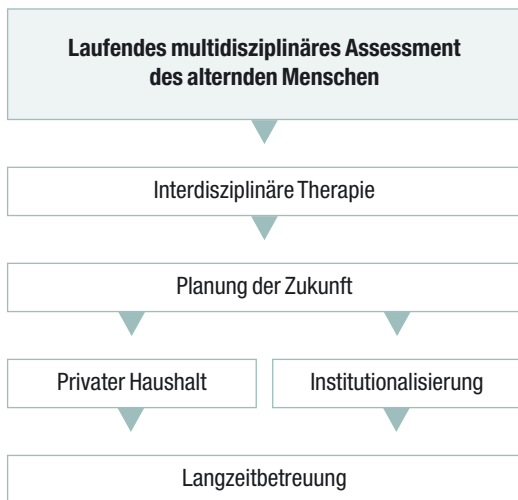 Laufendes multidisziplinäres Assessment
des alternden Menschen
Interdisziplinäre Therapie
Planung der Zukunft
Privater Haushalt
Institutionalisierung
Langzeitbetreuung